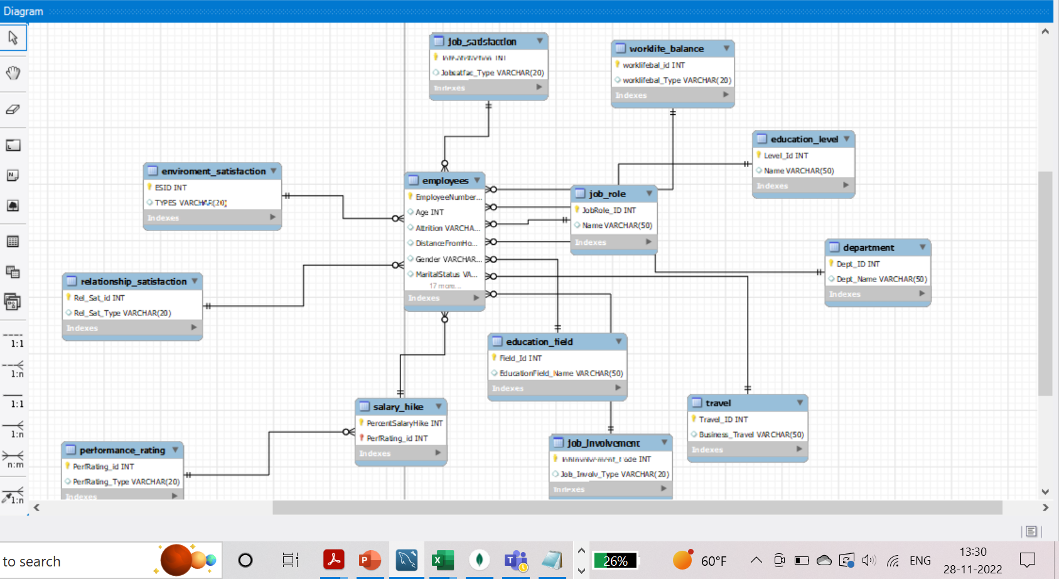 Diagram
Job_satisfaction
Jobsatfac_Type VARCHAR(20)
Indexes
worklife_balance
worklifebal_id INT
worklifebal_Type VARCHAR(20)
Indexes
education_level
Level_Id INT
Name VARCHAR(50)
Indexes
enviroment_satisfaction
ESID INT
TYPES VARCHAR(20)
Indexes
employees
EmployeeNumber...
Age INT
Attrition VARCHA...
DistanceFromHo...
Gender VARCHAR...
MaritalStatus VA...
17 more...
Indexes
job_role
JobRole_ID INT
Name VARCHAR(50)
Indexes
department
Dept_ID INT
Dept_Name VARCHAR(50)
Indexes
relationship_satisfaction
Rel_Sat_id INT
Rel_Sat_Type VARCHAR(20)
Indexes
education_field
Field_Id INT
EducationField_Name VARCHAR(50)
Indexes
salary_hike
PercentSalaryHike INT
PerfRating_id INT
Indexes
travel
Travel_ID INT
Business_Travel VARCHAR(50)
Indexes
performance_rating
PerfRating_id INT
PerfRating_Type VARCHAR(20)
Indexes
Job_Involvement
JobInvolvement_Code INT
Job_Involv_Type VARCHAR(20)
Indexes
1:1
1:n
1:1
1:n
n:m
1:n
to search
26%
60°F
ENG
13:30
28-11-2022